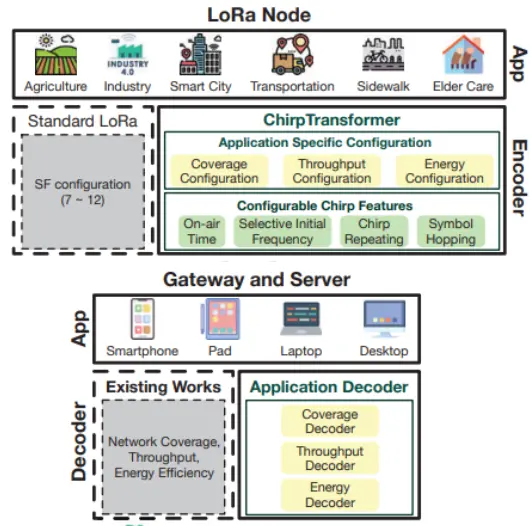 LoRa Node
INDUSTRY
4.0
Agriculture Industry Smart City Transportation Sidewalk Elder Care
App
Standard LoRa
SF configuration
(7 ~ 12)
ChirpTransformer
Application Specific Configuration
Coverage
Configuration
Throughput
Configuration
Energy
Configuration
Configurable Chirp Features
On-air
Time
Selective Initial
Frequency
Chirp
Repeating
Symbol
Hopping
Encoder
Gateway and Server
App
Smartphone Pad Laptop Desktop
Decoder
Existing Works
Network Coverage,
Throughput,
Energy Efficiency
Application Decoder
Coverage
Decoder
Throughput
Decoder
Energy
Decoder